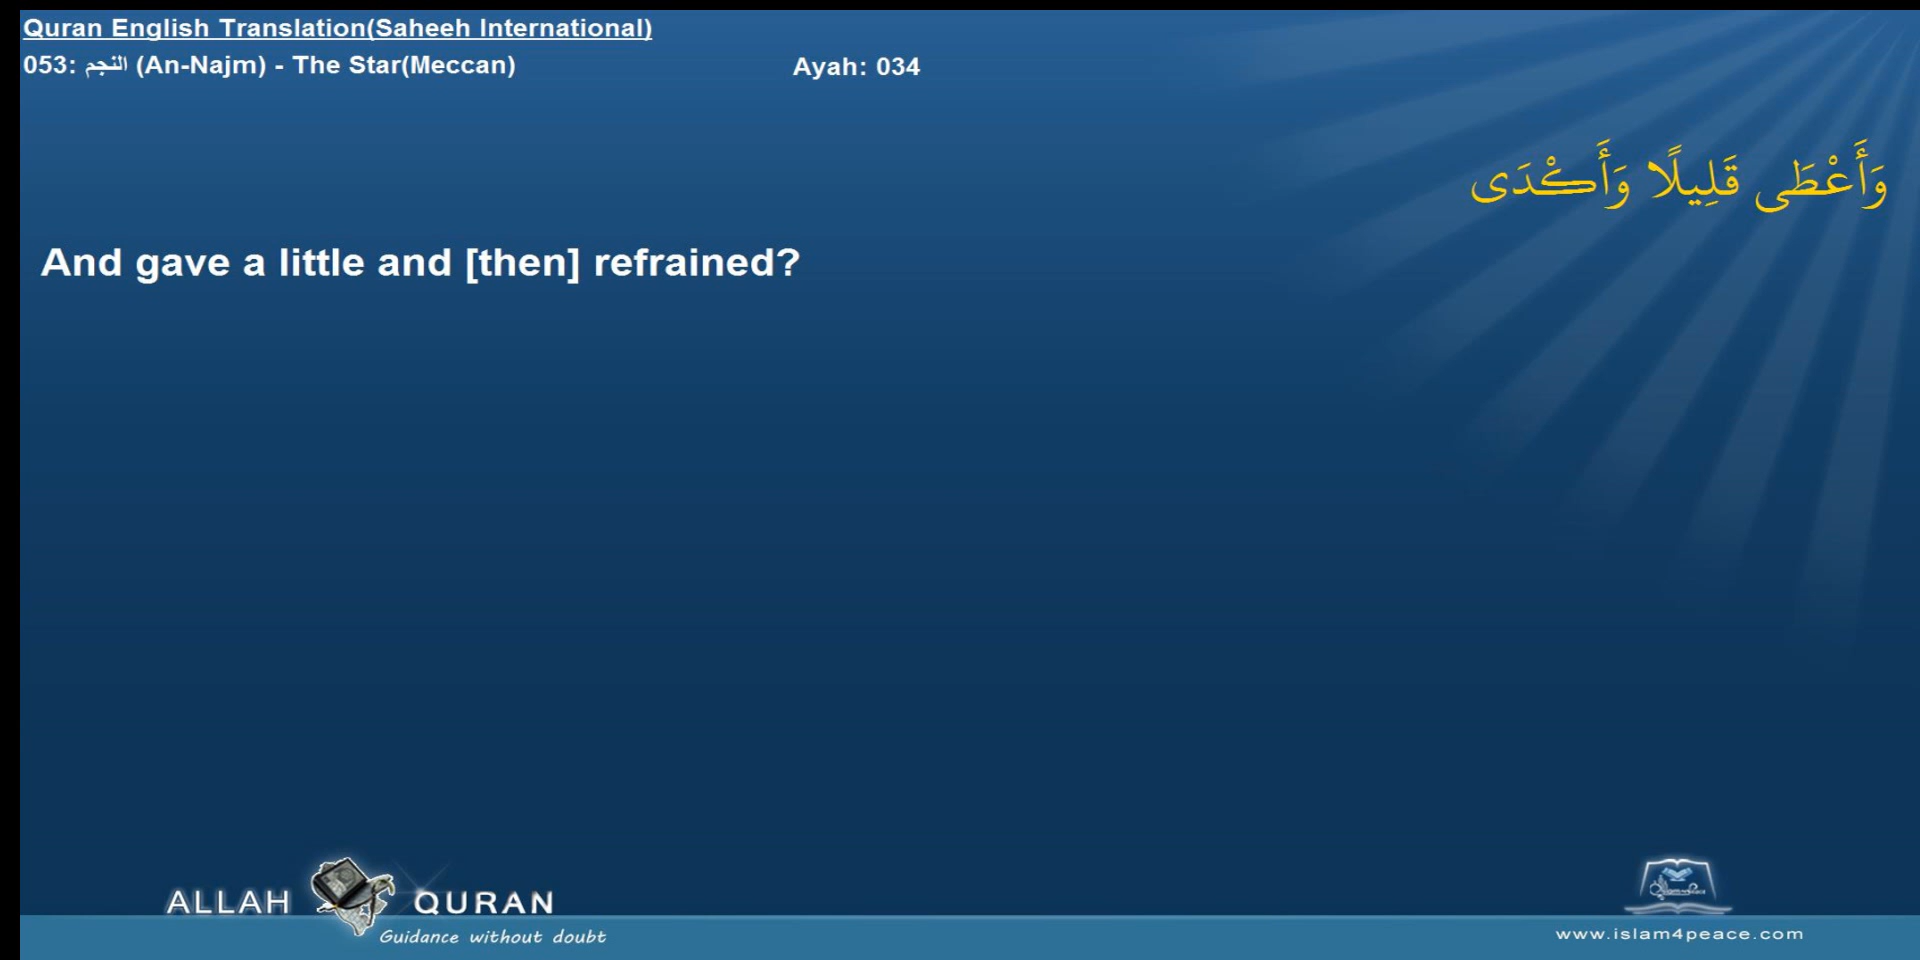 Quran English Translation(Saheeh International)
053: النجم (An-Najm) - The Star(Meccan) Ayah: 034
وَأَعْطَى قَلِيلًا وَأَكْدَى
And gave a little and [then] refrained?
ALLAH QURAN
Guidance without doubt
www.islam4peace.com